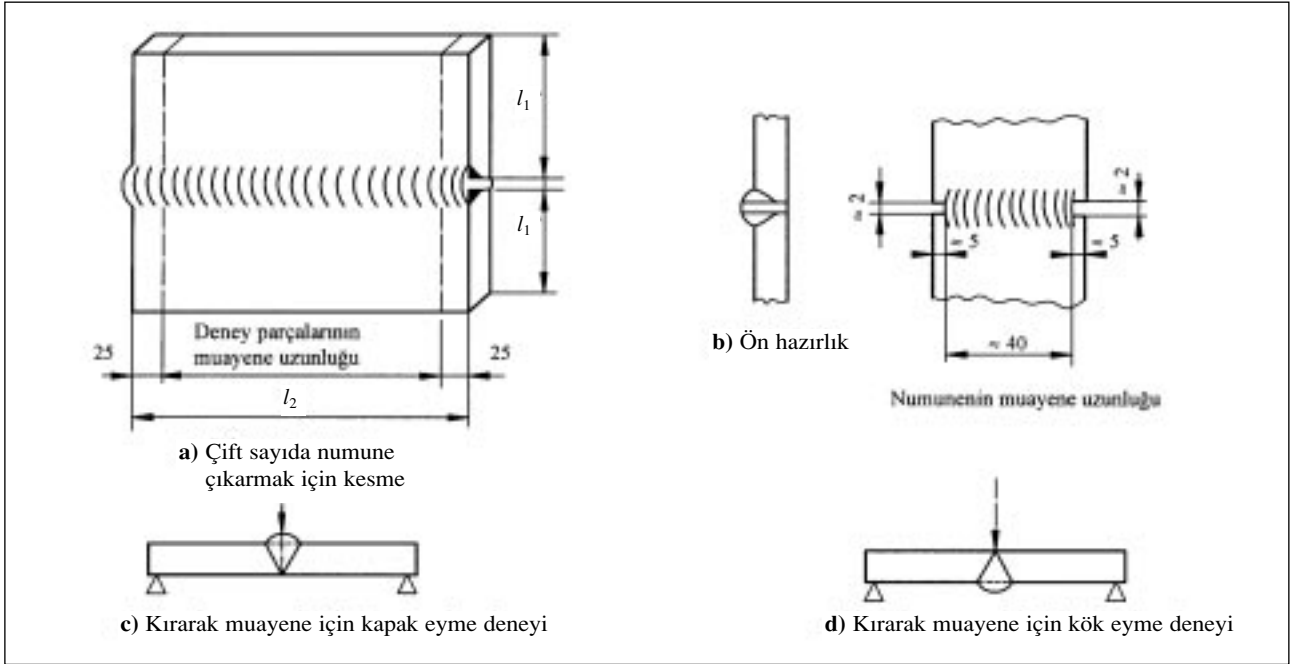 l1
l1
Deney parçalarının
muayene uzunluğu
25
25
l2
a) Çift sayıda numune
çıkarmak için kesme
≈ 2
≈ 2
≈ 5
≈ 5
b) Ön hazırlık
≈ 40
Numunenin muayene uzunluğu
c) Kırarak muayene için kapak eyme deneyi
d) Kırarak muayene için kök eyme deneyi